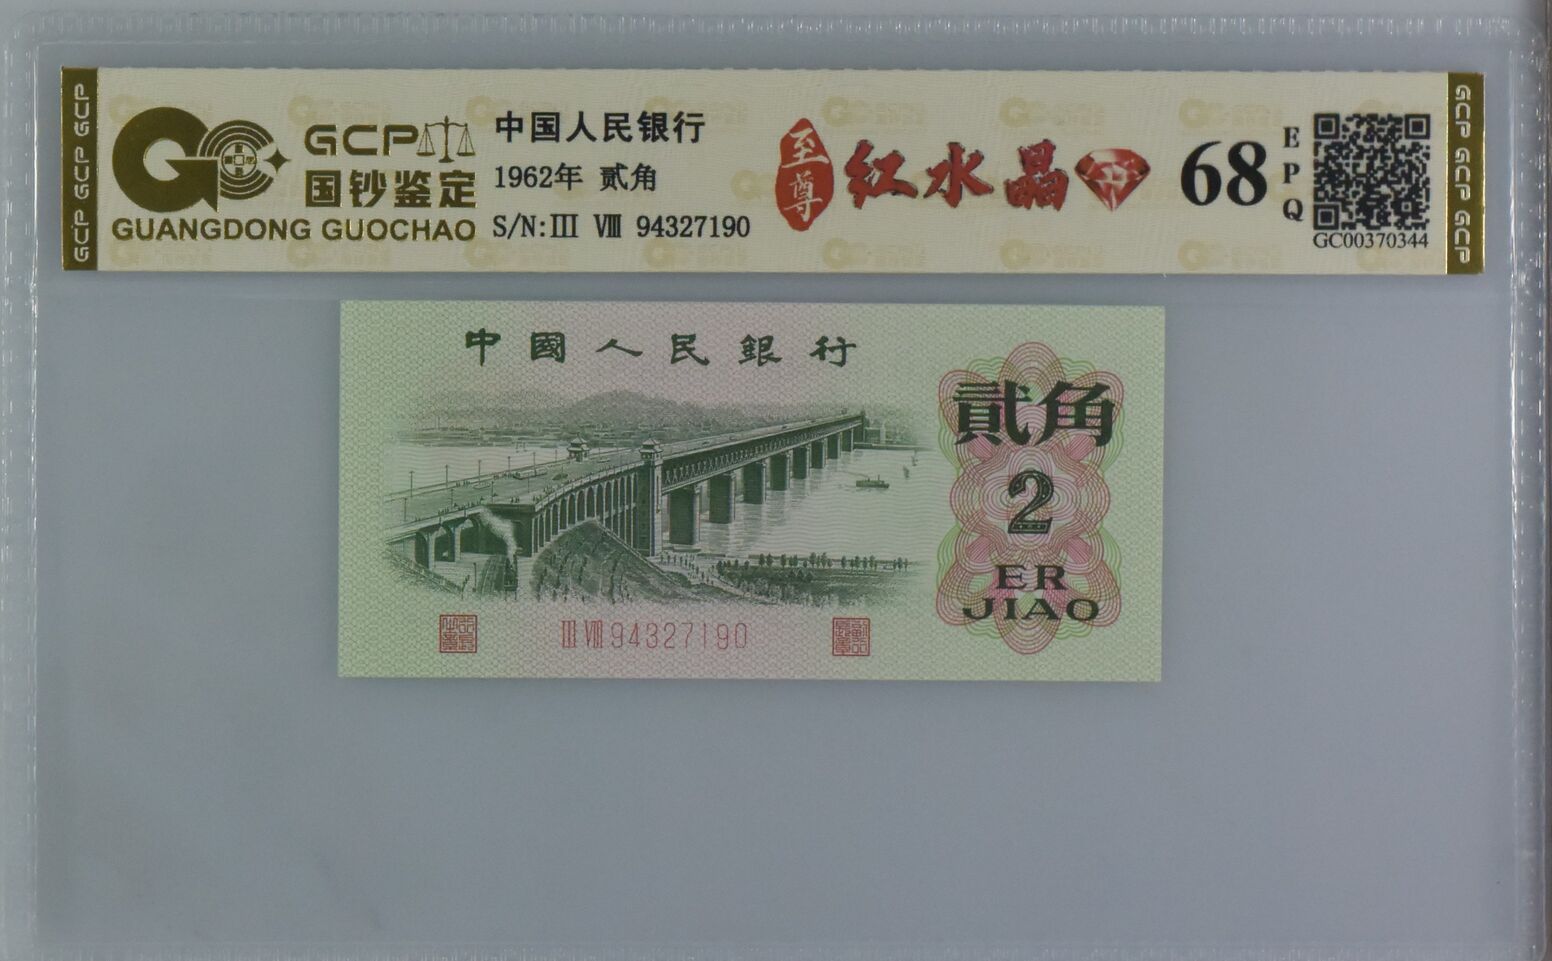 GCP GCP GCP
GCP
国钞鉴定
GUANGDONG GUOCHAO
中国人民银行
1962年 贰角
S/N:III VIII 94327190
至尊
红水晶
68
EPQ
GC00370344
GCP GCP GCP
中國人民銀行
貳角
2
ER
JIAO
III VIII 94327190